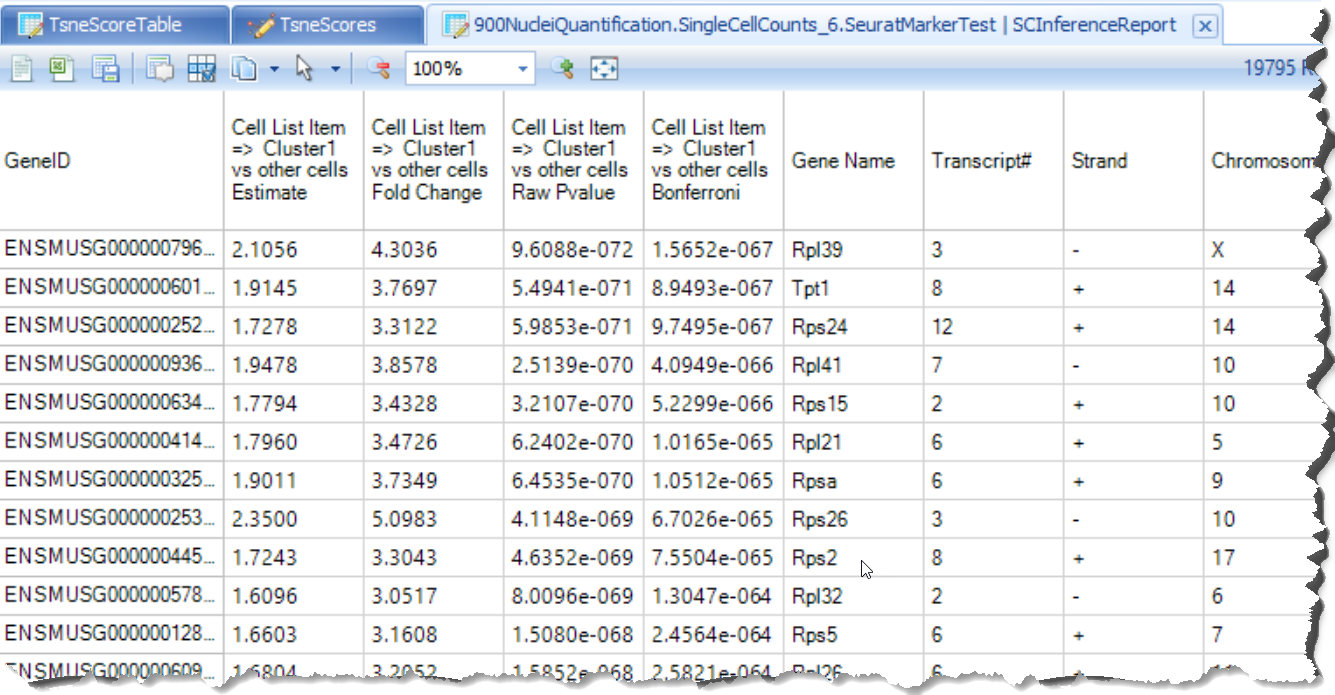 TsneScoreTable TsneScores 900NucleiQuantification.SingleCellCounts_6.SeuratMarkerTest | SCInferenceReport
100% 19795
GeneID Cell List Item => Cluster1 vs other cells Estimate Cell List Item => Cluster1 vs other cells Fold Change Cell List Item => Cluster1 vs other cells Raw Pvalue Cell List Item => Cluster1 vs other cells Bonferroni Gene Name Transcript# Strand Chromosom
ENSMUSG000000796... 2.1056 4.3036 9.6088e-072 1.5652e-067 Rpl39 3 - X
ENSMUSG000000601... 1.9145 3.7697 5.4941e-071 8.9493e-067 Tpt1 8 + 14
ENSMUSG000000252... 1.7278 3.3122 5.9853e-071 9.7495e-067 Rps24 12 + 14
ENSMUSG000000936... 1.9478 3.8578 2.5139e-070 4.0949e-066 Rpl41 7 - 10
ENSMUSG000000634... 1.7794 3.4328 3.2107e-070 5.2299e-066 Rps15 2 + 10
ENSMUSG000000414... 1.7960 3.4726 6.2402e-070 1.0165e-065 Rpl21 6 + 5
ENSMUSG000000325... 1.9011 3.7349 6.4535e-070 1.0512e-065 Rpsa 6 + 9
ENSMUSG000000253... 2.3500 5.0983 4.1148e-069 6.7026e-065 Rps26 3 - 10
ENSMUSG000000445... 1.7243 3.3043 4.6352e-069 7.5504e-065 Rps2 8 + 17
ENSMUSG000000578... 1.6096 3.0517 8.0096e-069 1.3047e-064 Rpl32 2 - 6
ENSMUSG000000128... 1.6603 3.1608 1.5080e-068 2.4564e-064 Rps5 6 + 7
ENSMUSG000000609... 1.6804 3.2052 1.5852e-068 2.5821e-064 Rpl26 6